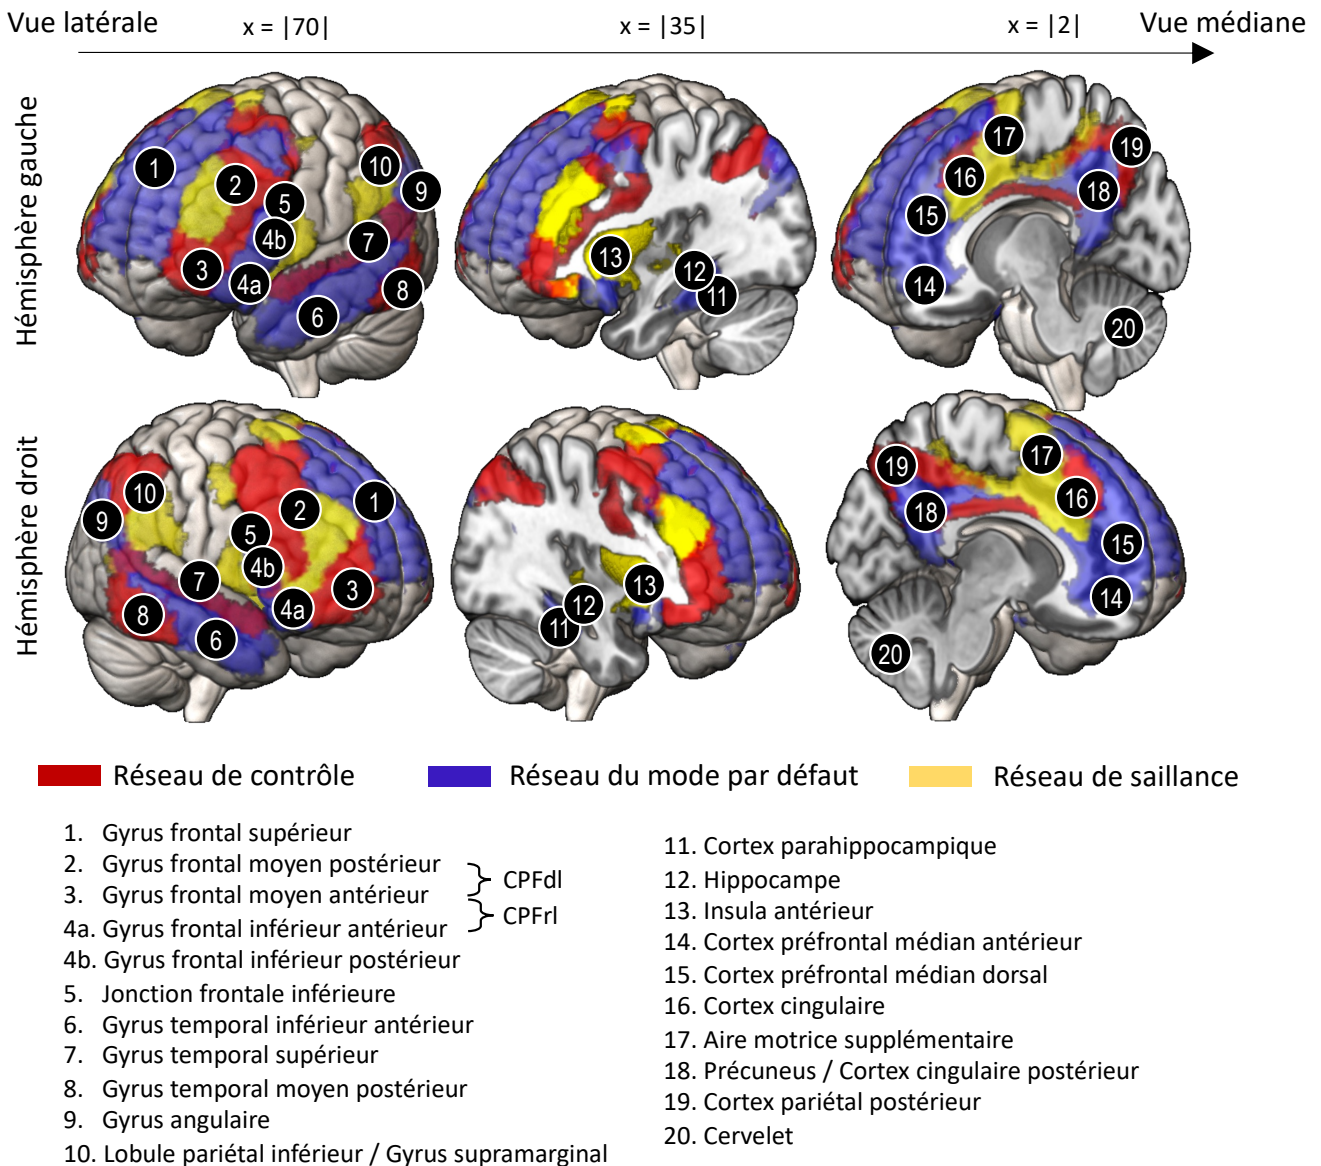 Vue latérale
x = |70|
x = |35|
x = |2|
Vue médiane
Hémisphère gauche
1
2
3
4a
4b
5
6
7
8
9
10
13
12
11
17
16
15
14
18
19
20
Hémisphère droit
10
9
8
7
6
5
4b
4a
3
2
1
11
12
13
19
18
17
16
15
14
20
Réseau de contrôle
Réseau du mode par défaut
Réseau de saillance
1. Gyrus frontal supérieur
2. Gyrus frontal moyen postérieur
3. Gyrus frontal moyen antérieur
4a. Gyrus frontal inférieur antérieur
4b. Gyrus frontal inférieur postérieur
5. Jonction frontale inférieure
6. Gyrus temporal inférieur antérieur
7. Gyrus temporal supérieur
8. Gyrus temporal moyen postérieur
9. Gyrus angulaire
10. Lobule pariétal inférieur / Gyrus supramarginal
CPFdl
CPFrl
11. Cortex parahippocampique
12. Hippocampe
13. Insula antérieur
14. Cortex préfrontal médian antérieur
15. Cortex préfrontal médian dorsal
16. Cortex cingulaire
17. Aire motrice supplémentaire
18. Précuneus / Cortex cingulaire postérieur
19. Cortex pariétal postérieur
20. Cervelet